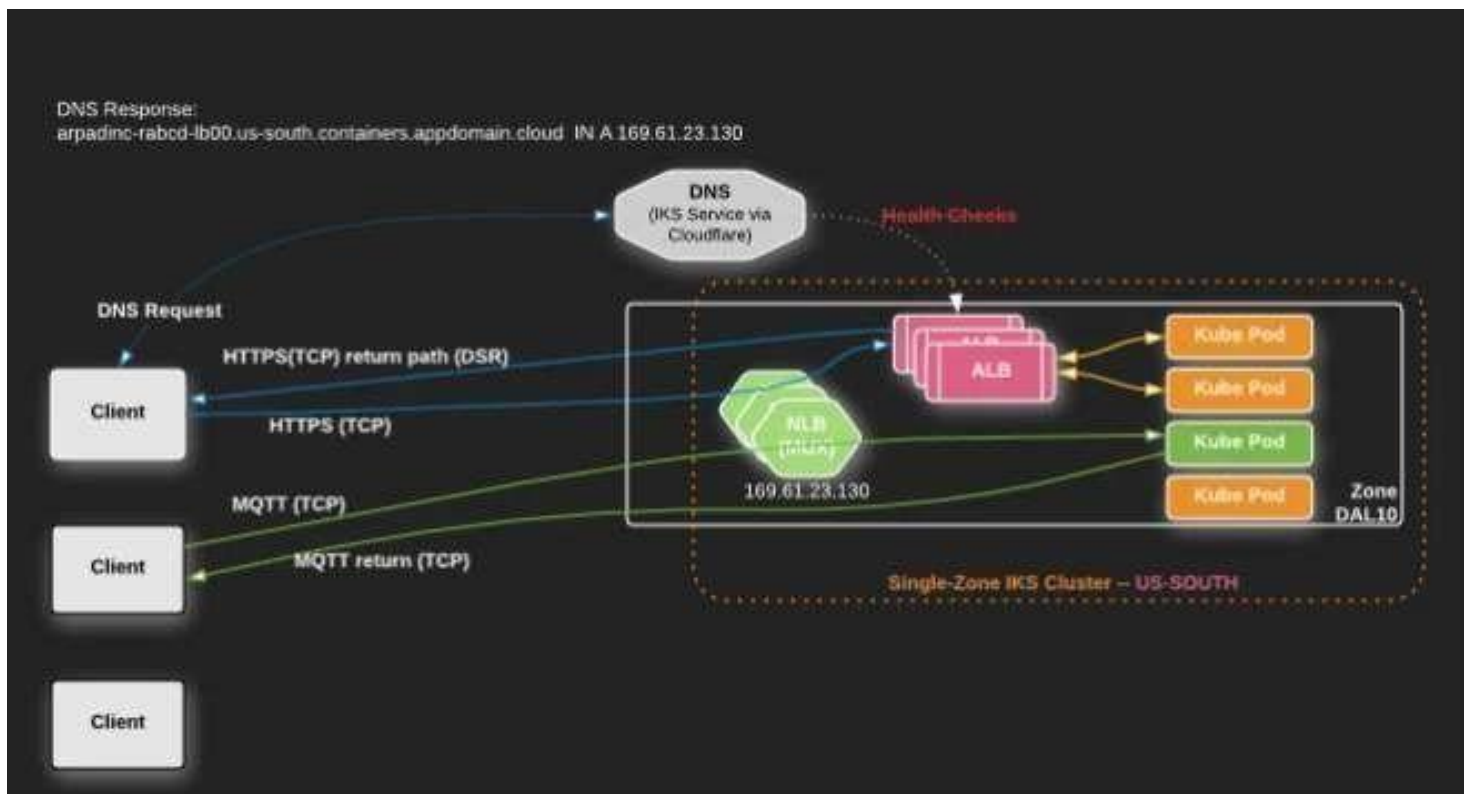 DNS Response:
arpadinc-rabcd-lb00.us-south.containers.appdomain.cloud IN A 169.61.23.130
DNS
(IKS Service via
Cloudflare)
Health Checks
DNS Request
HTTPS(TCP) return path (DSR)
Client
HTTPS (TCP)
ALB
ALB
Kube Pod
Kube Pod
NLB
(MUX)
Kube Pod
169.61.23.130
Kube Pod
Zone
DAL10
MQTT (TCP)
MQTT return (TCP)
Client
Single-Zone IKS Cluster – US-SOUTH
Client